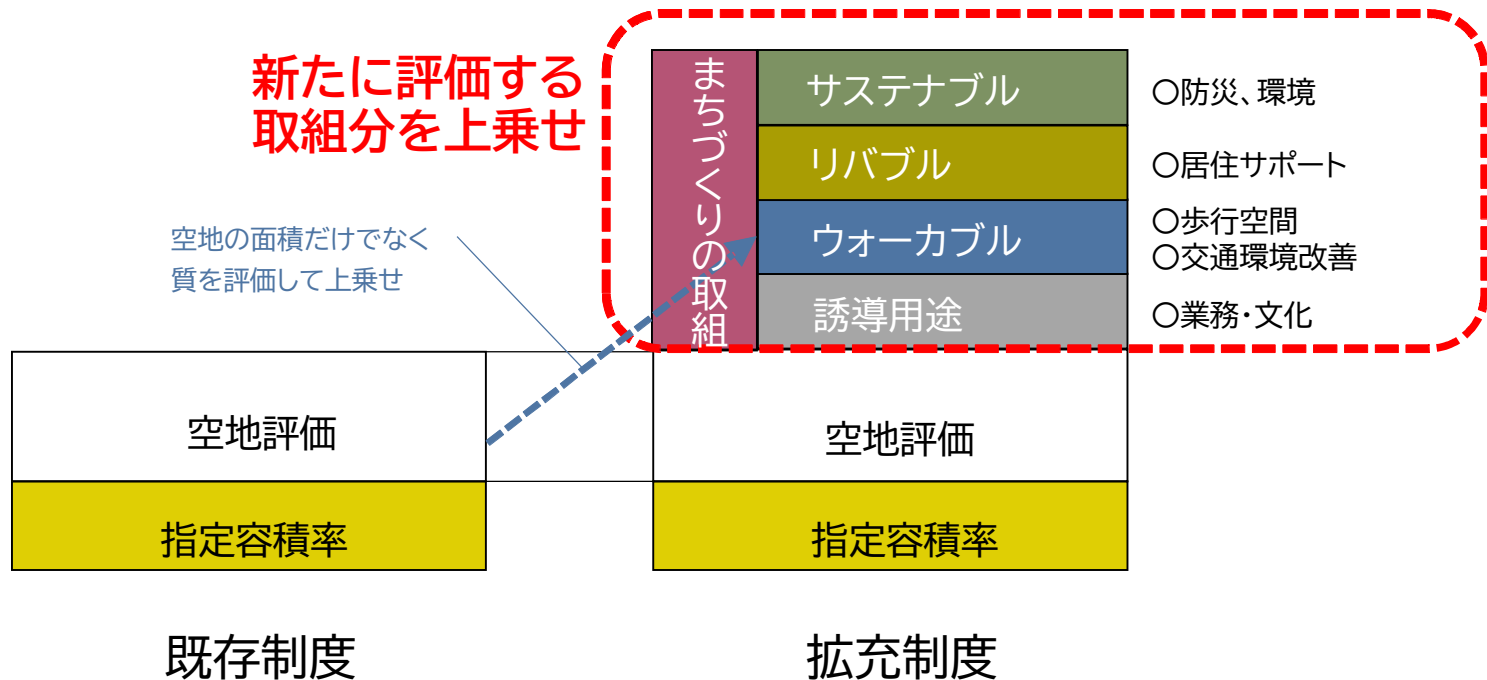 新たに評価する
取組分を上乗せ
空地の面積だけでなく
質を評価して上乗せ
まちづくりの取組
サステナブル
○防災、環境
リバブル
○居住サポート
ウォーカブル
○歩行空間
○交通環境改善
誘導用途
○業務・文化
空地評価
空地評価
指定容積率
指定容積率
既存制度
拡充制度